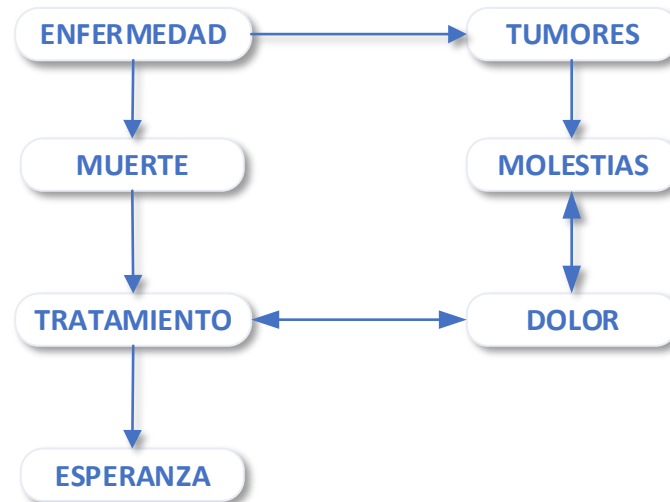 ENFERMEDAD
TUMORES
MUERTE
MOLESTIAS
TRATAMIENTO
DOLOR
ESPERANZA